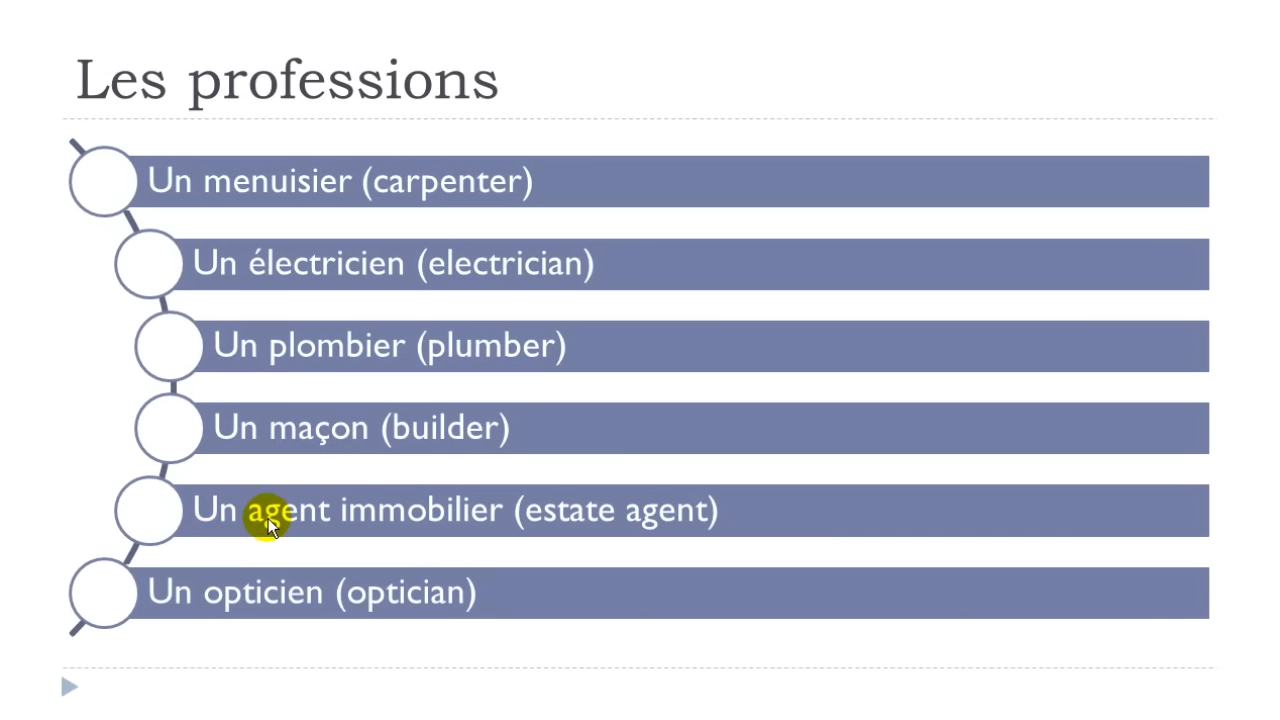 Les professions
Un menuisier (carpenter)
Un électricien (electrician)
Un plombier (plumber)
Un maçon (builder)
Un agent immobilier (estate agent)
Un opticien (optician)